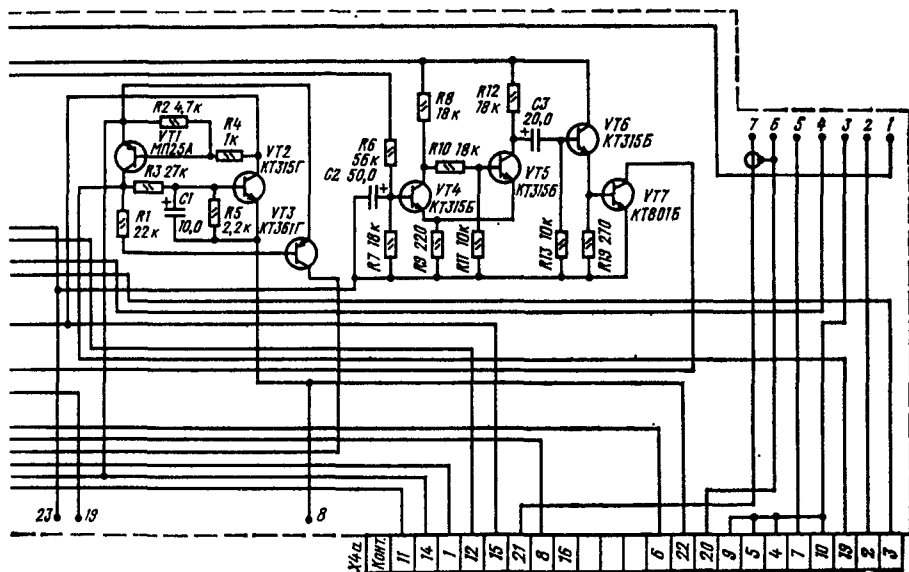 R2 4,7к
VT1
МП25А
R4
1к
VT2
КТ315Г
R3 27к
C1
10,0
R5
2,2к
VT3
КТ361Г
R1
22к
R6
56к
C2 50,0
R7 18к
R8
18к
R10 18к
VT4
КТ315Б
R9 220
R11 10к
R12
18к
C3
20,0
VT5
КТ315Б
R13 10к
VT6
КТ315Б
R19 270
VT7
КТ801Б
7 6 5 4 3 2 1
23 19 8
X4а
Конт. 11 14 1 12 15 21 8 16 6 22 20 9 5 4 7 10 19 2 3